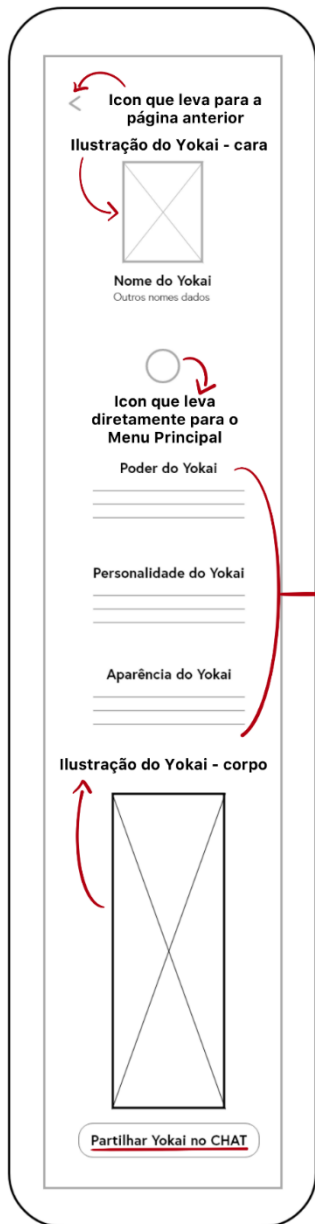 Icon que leva para a
página anterior
Ilustração do Yokai - cara
Nome do Yokai
Outros nomes dados
Icon que leva
diretamente para o
Menu Principal
Poder do Yokai
Personalidade do Yokai
Aparência do Yokai
Ilustração do Yokai - corpo
Partilhar Yokai no CHAT